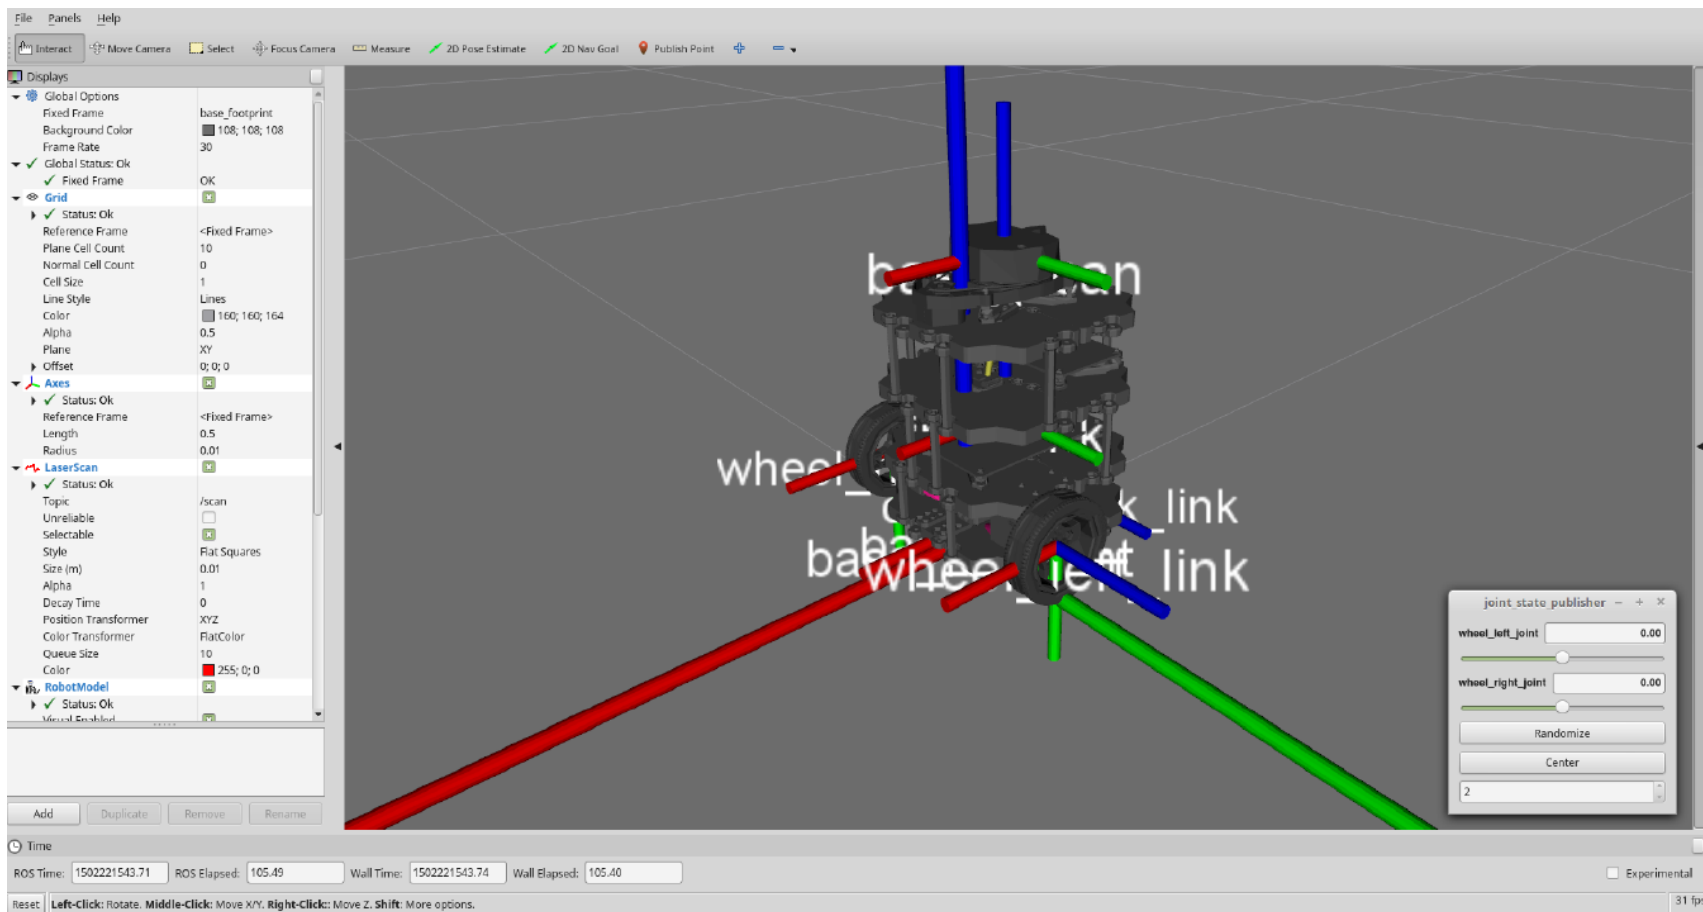 File Panels Help
Interact Move Camera Select Focus Camera Measure 2D Pose Estimate 2D Nav Goal Publish Point
Displays
Global Options
Fixed Frame base_footprint
Background Color 108; 108; 108
Frame Rate 30
Global Status: Ok
Fixed Frame OK
Grid
Status: Ok
Reference Frame <Fixed Frame>
Plane Cell Count 10
Normal Cell Count 0
Cell Size 1
Line Style Lines
Color 160; 160; 164
Alpha 0.5
Plane XY
Offset 0; 0; 0
Axes
Status: Ok
Reference Frame <Fixed Frame>
Length 0.5
Radius 0.01
LaserScan
Status: Ok
Topic /scan
Unreliable
Selectable
Style Flat Squares
Size (m) 0.01
Alpha 1
Decay Time 0
Position Transformer XYZ
Color Transformer FlatColor
Queue Size 10
Color 255; 0; 0
RobotModel
Status: Ok
Visual Enabled
Add Duplicate Remove Rename
wheel_
_link
wheel_left_link
joint_state_publisher
wheel_left_joint 0.00
wheel_right_joint 0.00
Randomize
Center
2
Time
ROS Time: 1502221543.71 ROS Elapsed: 105.49 Wall Time: 1502221543.74 Wall Elapsed: 105.40 Experimental
Reset Left-Click: Rotate. Middle-Click: Move X/Y. Right-Click:: Move Z. Shift: More options. 31 fp